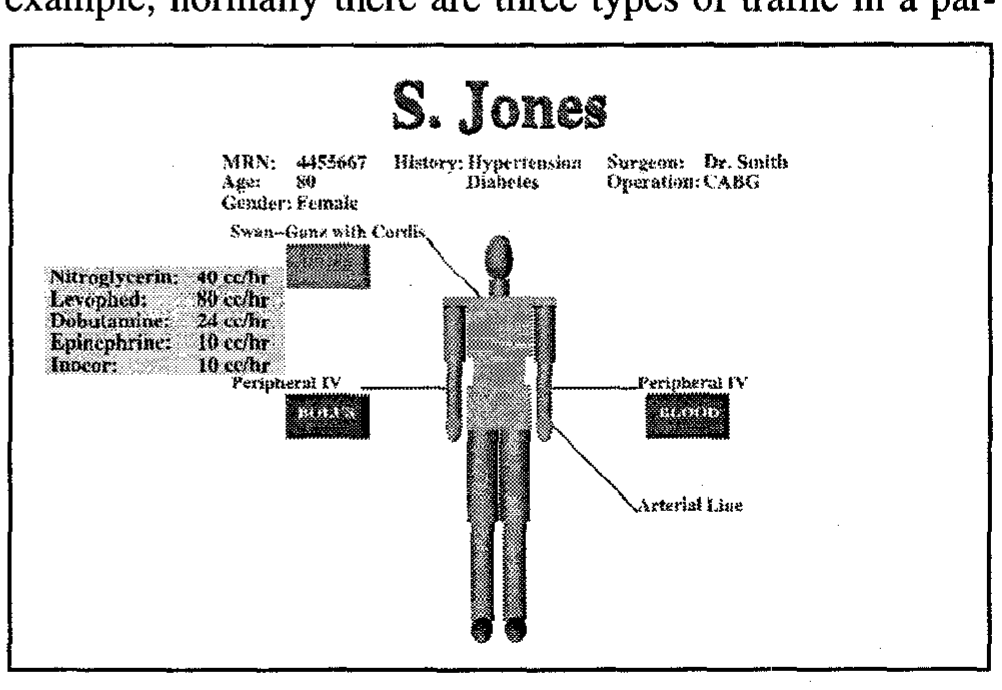 example, normally there are three types of traffic in a par-
S. Jones
MRN: 4455667 History: Hypertension Surgeon: Dr. Smith
Age: 80 Diabetes Operation: CABG
Gender: Female
Swan-Ganz with Cordis
Nitroglycerin: 40 cc/hr
Levophed: 80 cc/hr
Dobutamine: 24 cc/hr
Epinephrine: 10 cc/hr
Inocor: 10 cc/hr
Peripheral IV Peripheral IV
BOLUS BLOOD
Arterial Line